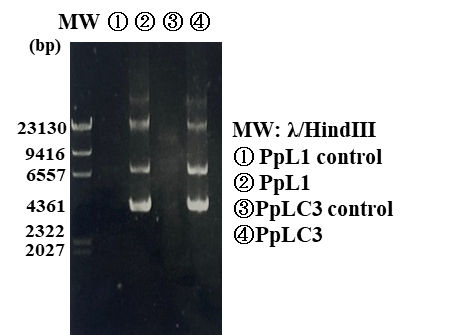 MW ① ② ③ ④
(bp)
23130
9416
6557
4361
2322
2027
MW: λ/HindIII
① PpL1 control
② PpL1
③PpLC3 control
④PpLC3